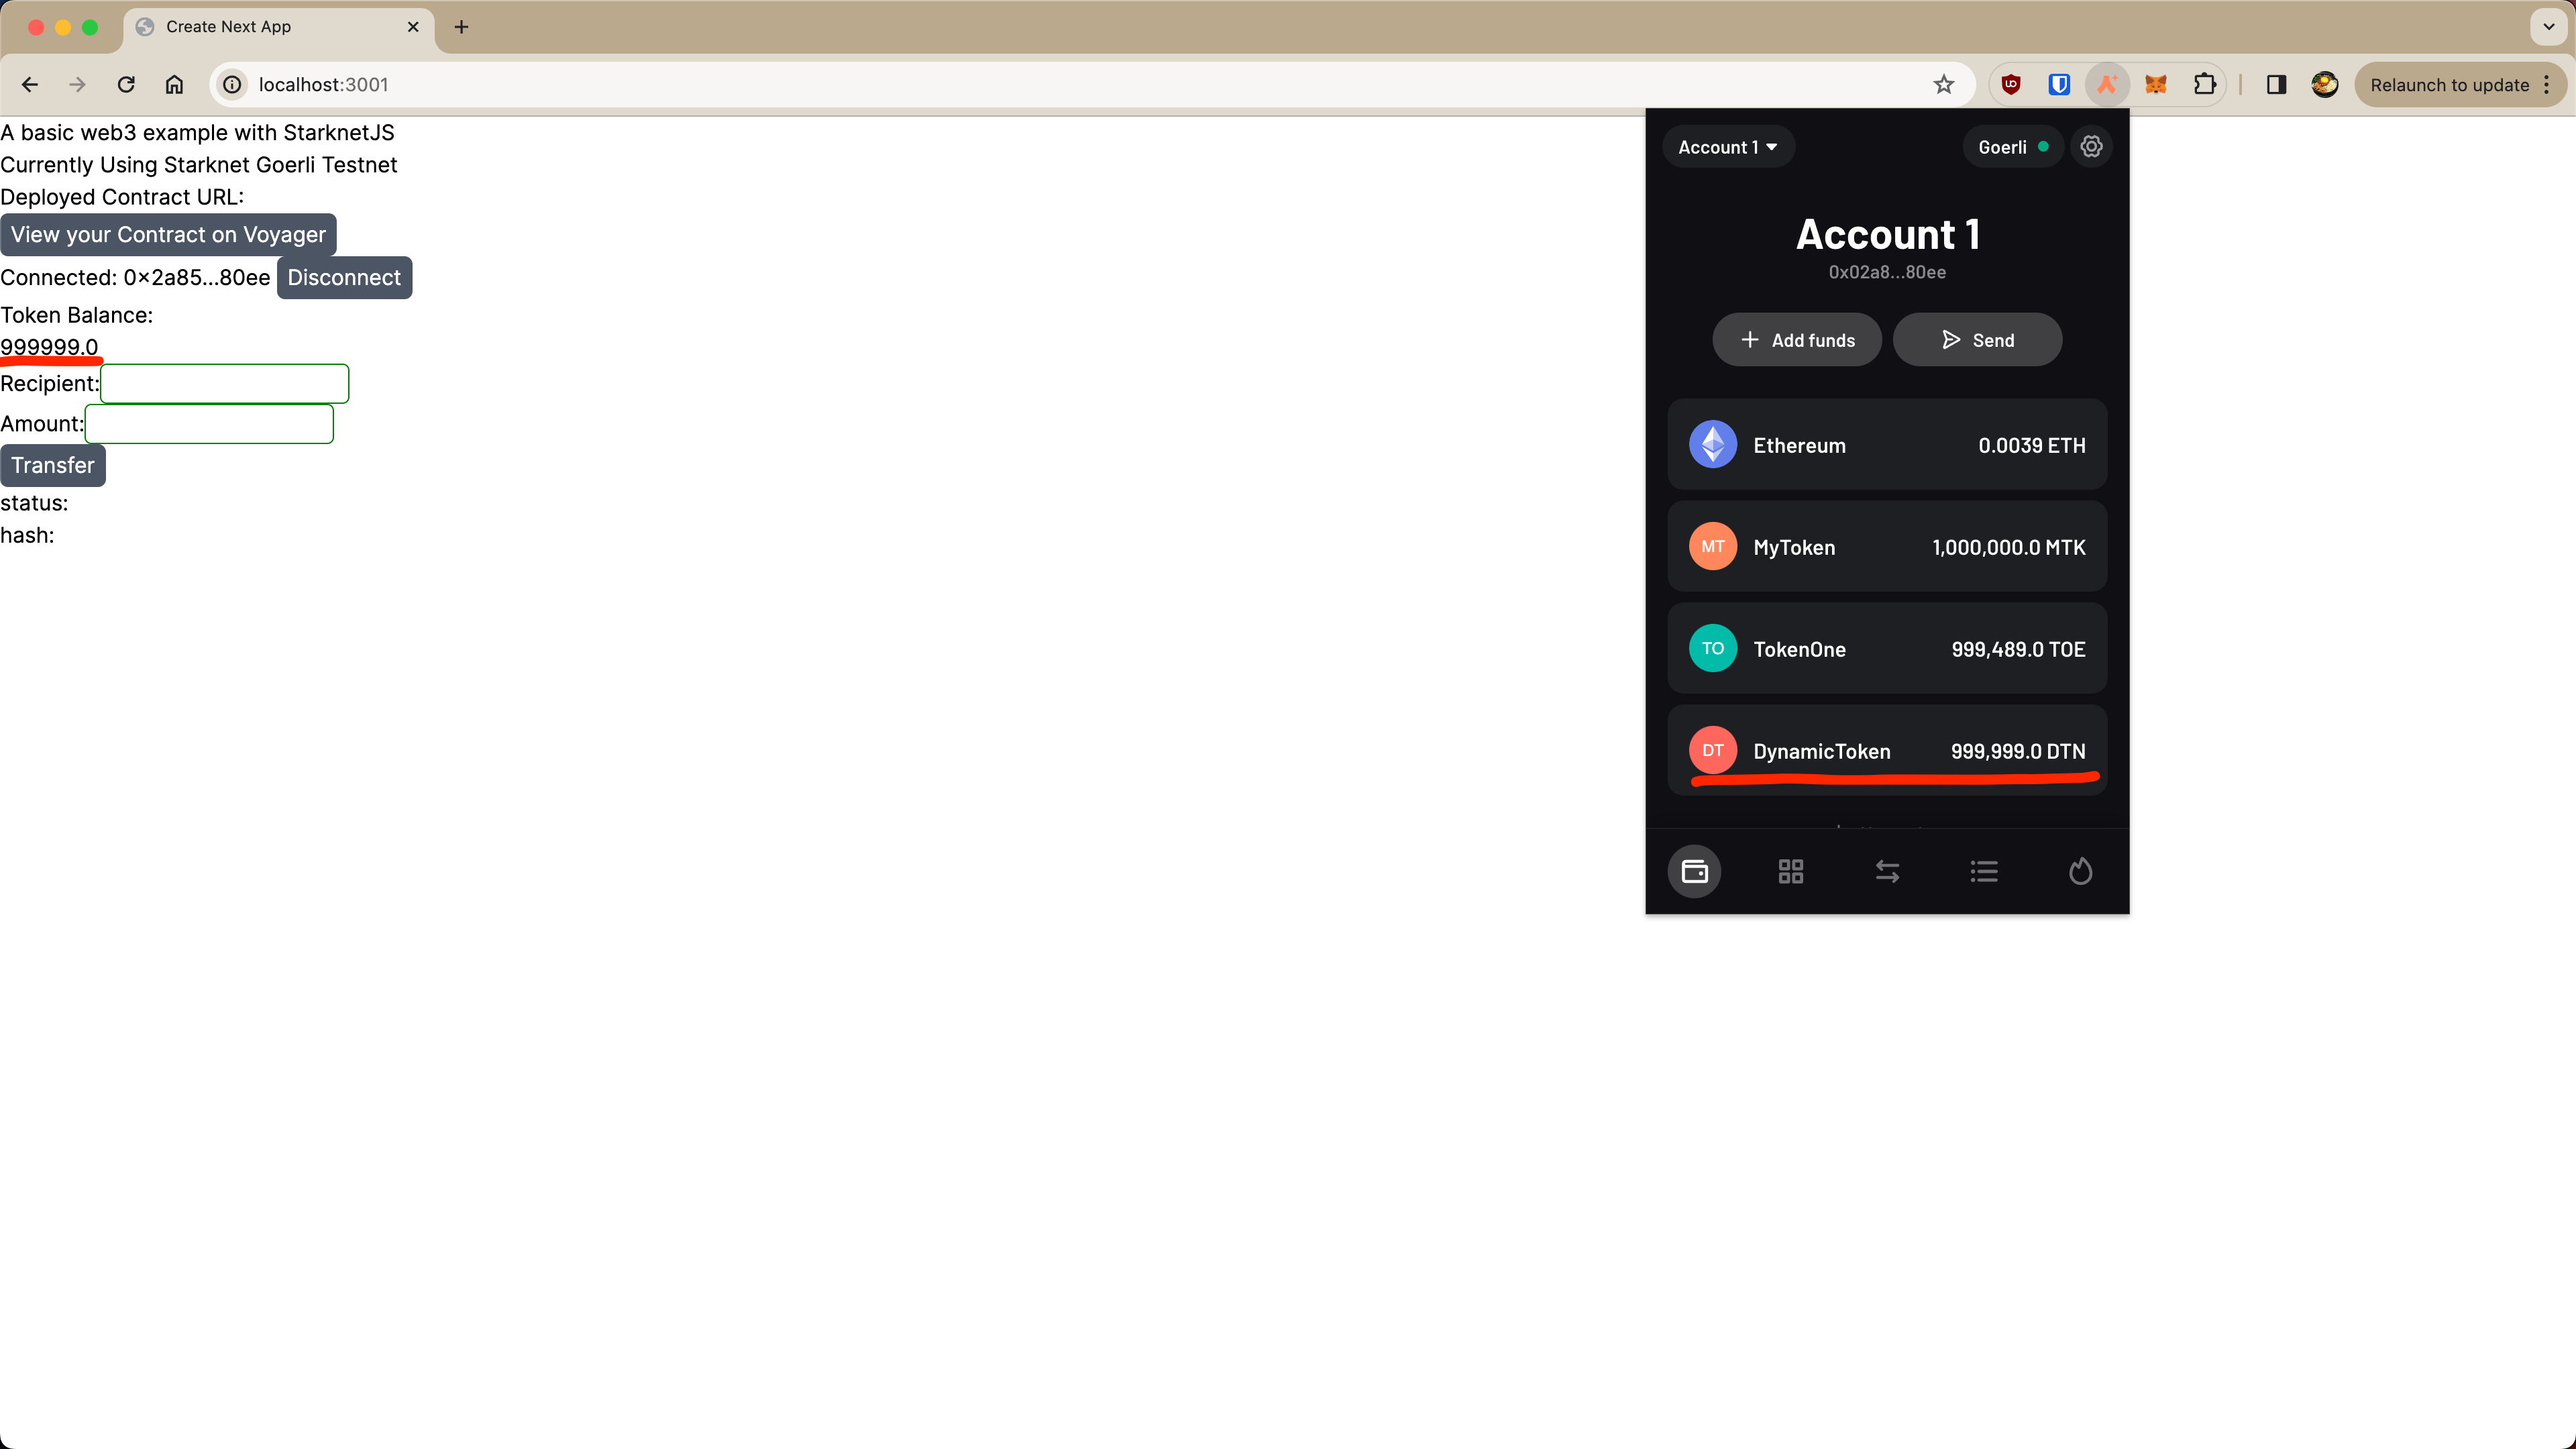 Create Next App
localhost:3001
Relaunch to update
A basic web3 example with StarknetJS
Currently Using Starknet Goerli Testnet
Deployed Contract URL:
View your Contract on Voyager
Connected: 0×2a85...80ee Disconnect
Token Balance:
999999.0
Recipient:
Amount:
Transfer
status:
hash:
Account 1 Goerli
Account 1
0x02a8...80ee
Add funds Send
Ethereum 0.0039 ETH
MT MyToken 1,000,000.0 MTK
TO TokenOne 999,489.0 TOE
DT DynamicToken 999,999.0 DTN